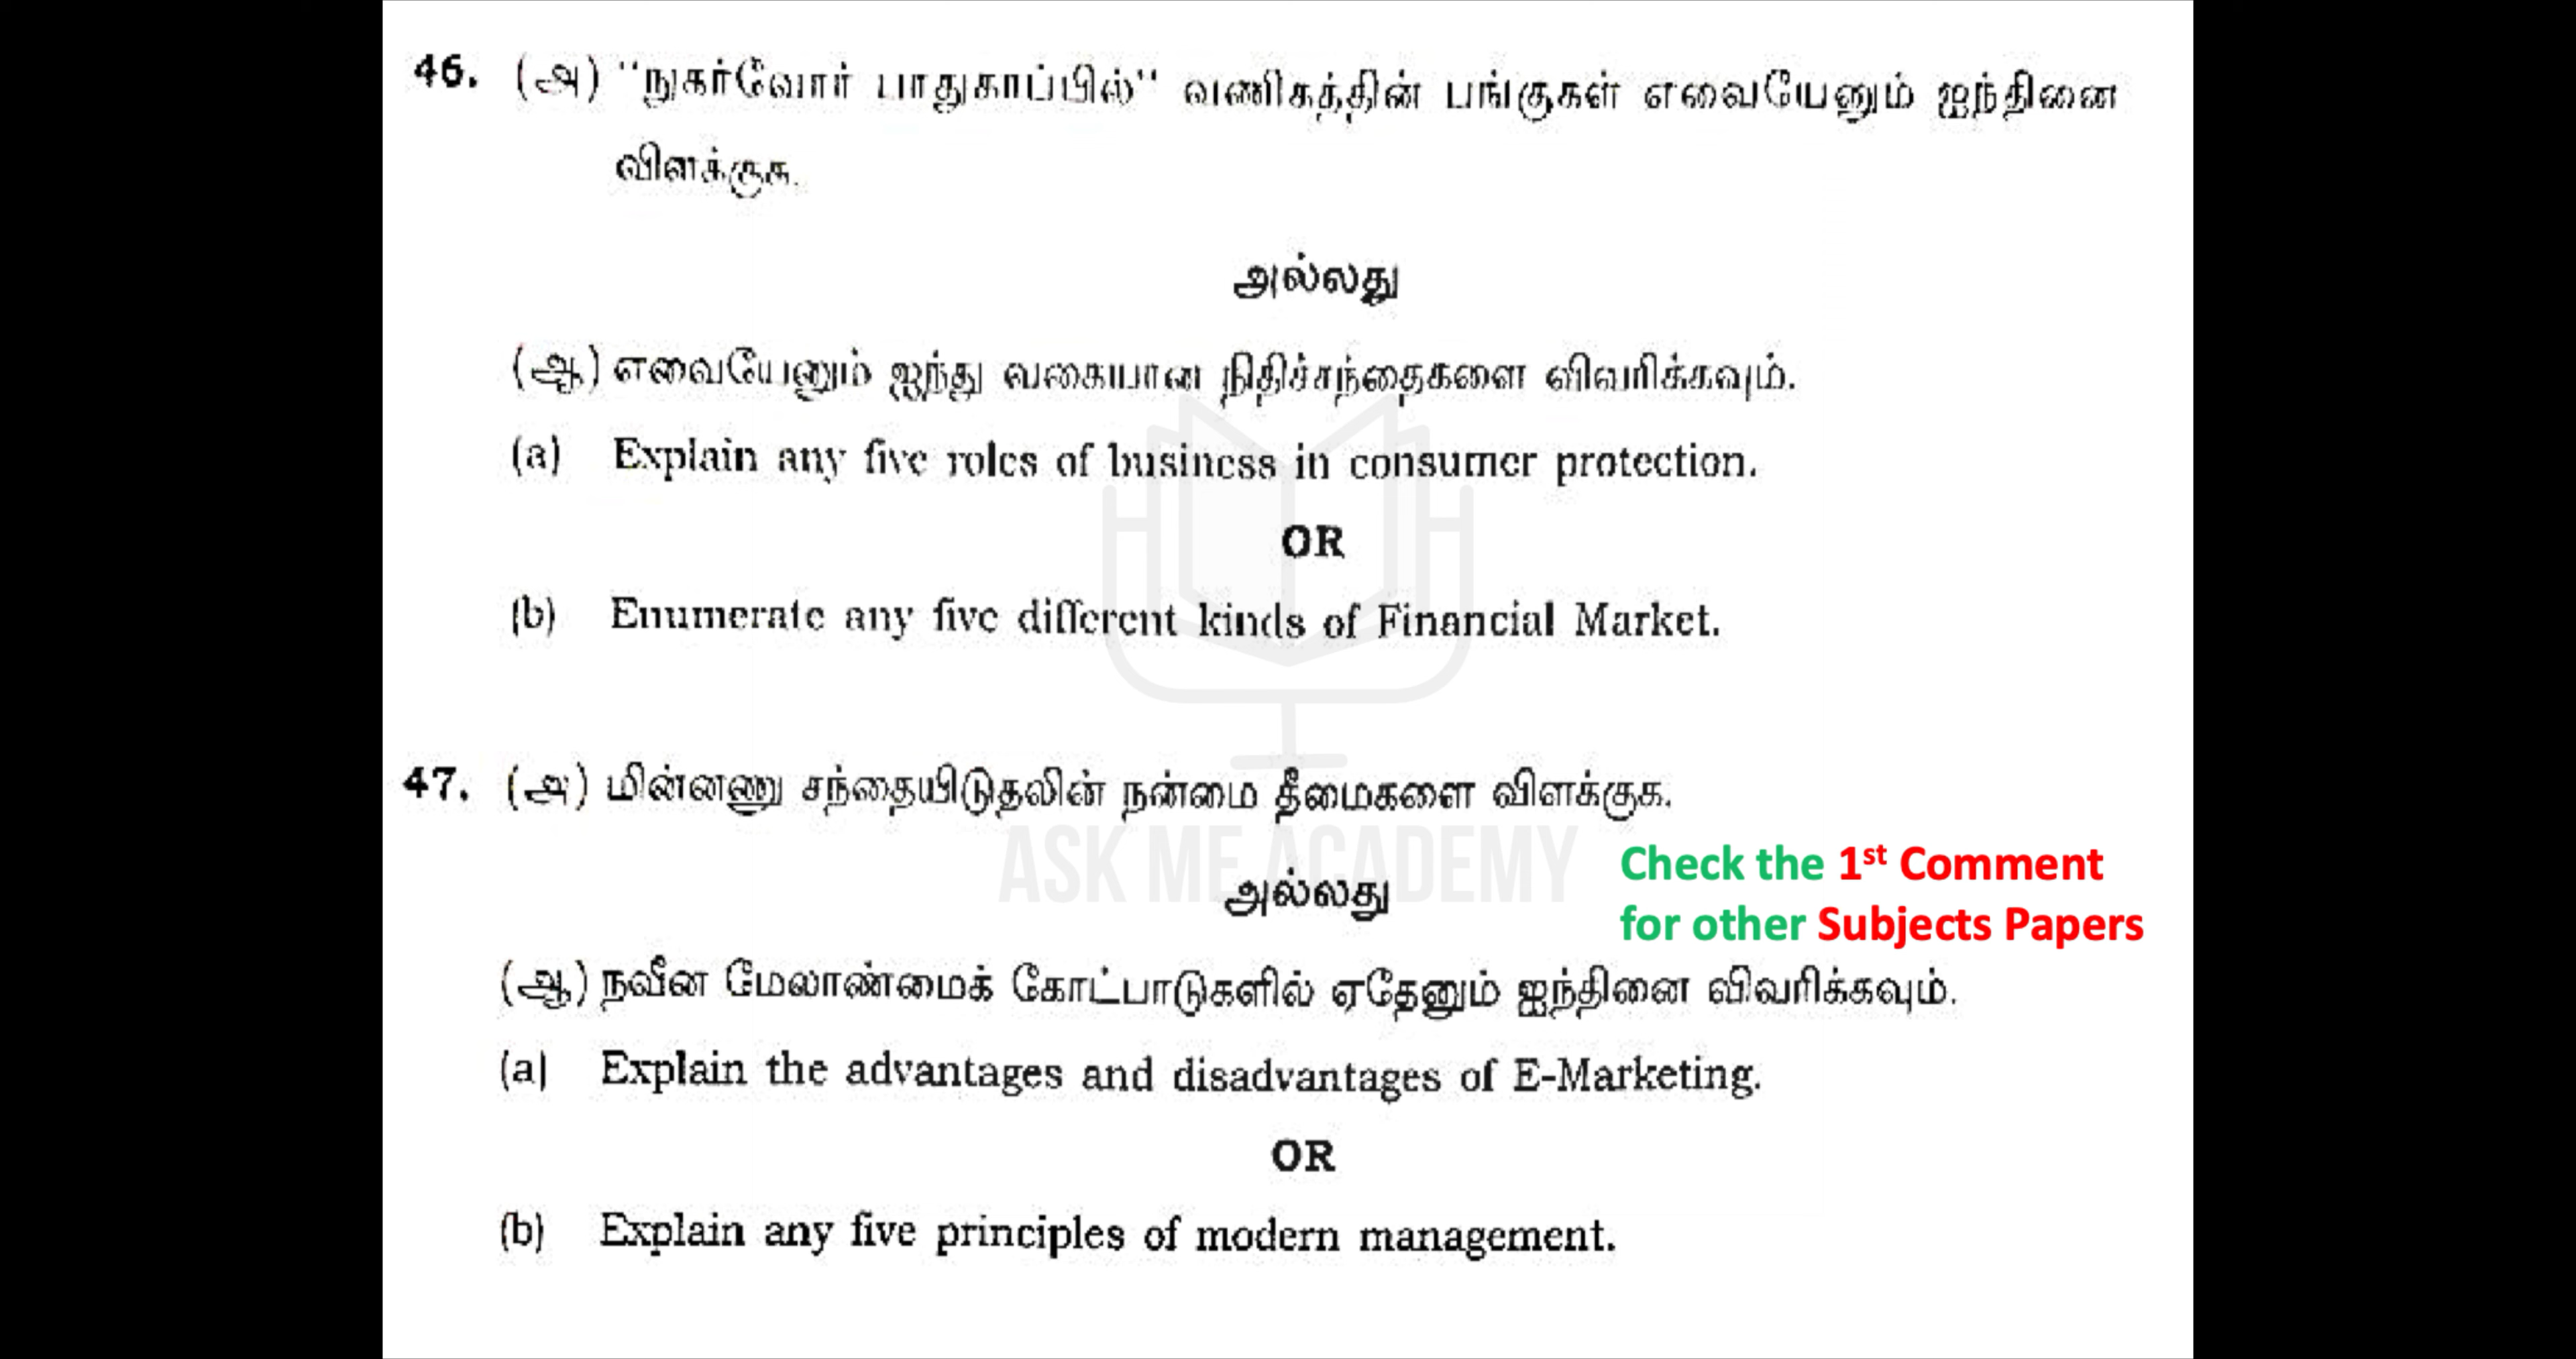 46. (அ) "நுகர்வோர் பாதுகாப்பில்" வணிகத்தின் பங்குகள் எவையேனும் ஐந்தினை
விளக்குக.
அல்லது
(ஆ) எவையேனும் ஐந்து வகையான நிதிச்சந்தைகளை விவரிக்கவும்.
(a) Explain any five roles of business in consumer protection.
OR
(b) Enumerate any five different kinds of Financial Market.
47. (அ) மின்னணு சந்தையிடுதலின் நன்மை தீமைகளை விளக்குக.
ASK ME ACADEMY
அல்லது
Check the 1st Comment
for other Subjects Papers
(ஆ) நவீன மேலாண்மைக் கோட்பாடுகளில் ஏதேனும் ஐந்தினை விவரிக்கவும்.
(a) Explain the advantages and disadvantages of E-Marketing.
OR
(b) Explain any five principles of modern management.